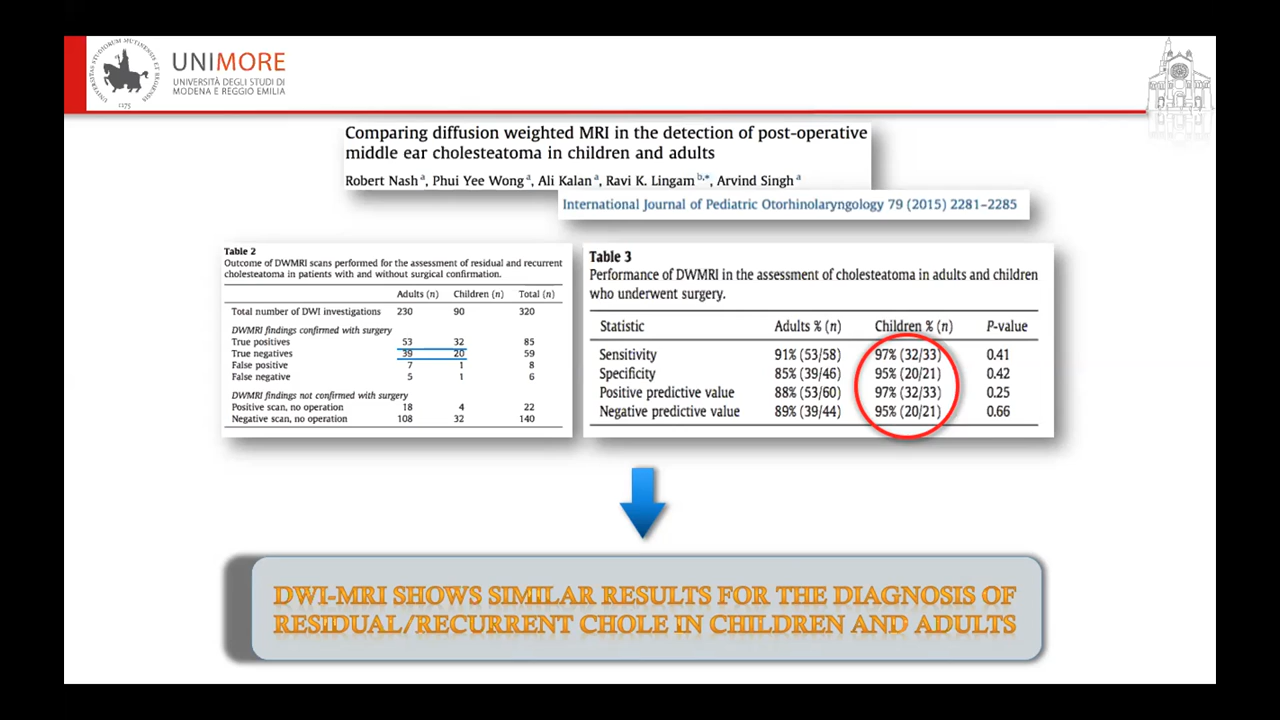 UNIMORE
UNIVERSITÀ DEGLI STUDI DI
MODENA E REGGIO EMILIA
1175
Comparing diffusion weighted MRI in the detection of post-operative
middle ear cholesteatoma in children and adults
Robert Nash a, Phui Yee Wong a, Ali Kalan a, Ravi K. Lingam b,*, Arvind Singh a
International Journal of Pediatric Otorhinolaryngology 79 (2015) 2281–2285
Table 2
Outcome of DWMRI scans performed for the assessment of residual and recurrent
cholesteatoma in patients with and without surgical confirmation.
Adults (n) Children (n) Total (n)
Total number of DWI investigations 230 90 320
DWMRI findings confirmed with surgery
True positives 53 32 85
True negatives 39 20 59
False positive 7 1 8
False negative 5 1 6
DWMRI findings not confirmed with surgery
Positive scan, no operation 18 4 22
Negative scan, no operation 108 32 140
Table 3
Performance of DWMRI in the assessment of cholesteatoma in adults and children
who underwent surgery.
Statistic Adults % (n) Children % (n) P-value
Sensitivity 91% (53/58) 97% (32/33) 0.41
Specificity 85% (39/46) 95% (20/21) 0.42
Positive predictive value 88% (53/60) 97% (32/33) 0.25
Negative predictive value 89% (39/44) 95% (20/21) 0.66
DWI-MRI SHOWS SIMILAR RESULTS FOR THE DIAGNOSIS OF
RESIDUAL/RECURRENT CHOLE IN CHILDREN AND ADULTS